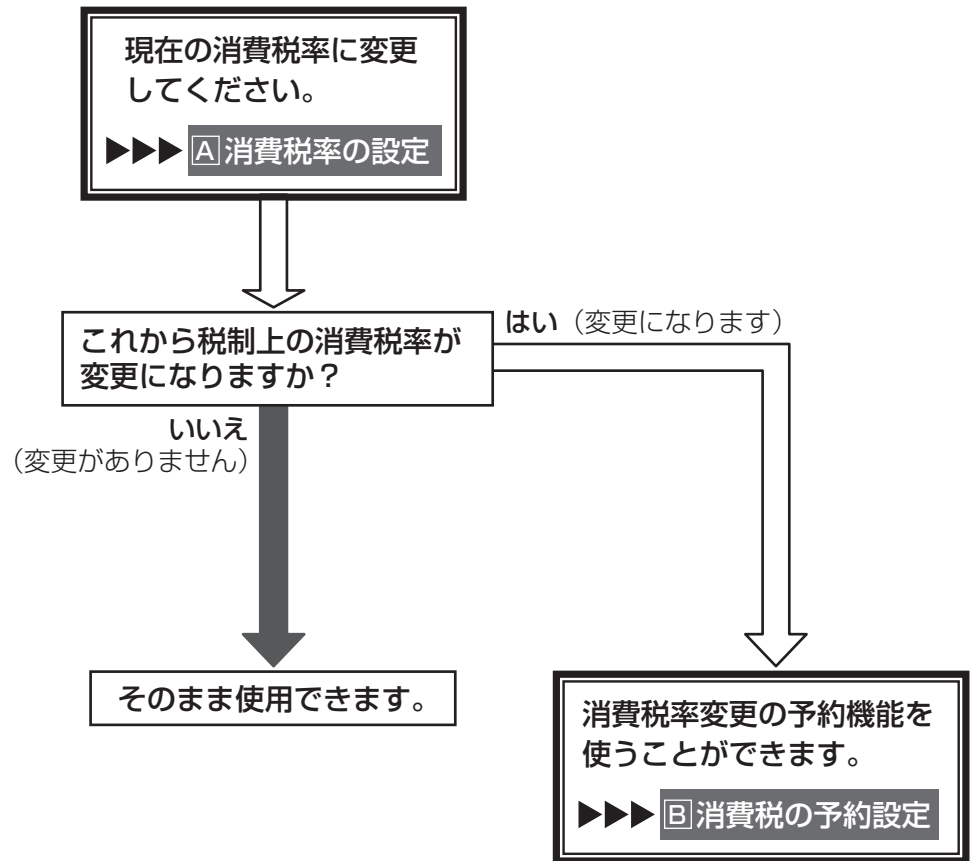 現在の消費税率に変更
してください。
▶▶▶ A 消費税率の設定
これから税制上の消費税率が
変更になりますか？
はい（変更になります）
いいえ
（変更がありません）
そのまま使用できます。
消費税率変更の予約機能を
使うことができます。
▶▶▶ B 消費税の予約設定